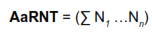 AaRNT = (∑ N₁ …Nₙ)